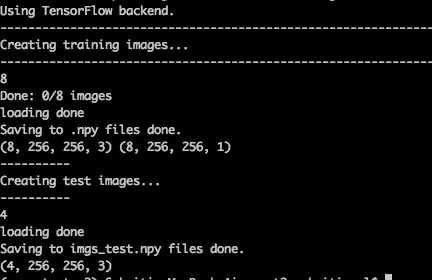 Using TensorFlow backend.
------------------------------------------------------------
Creating training images...
------------------------------------------------------------
8
Done: 0/8 images
loading done
Saving to .npy files done.
(8, 256, 256, 3) (8, 256, 256, 1)
----------
Creating test images...
----------
4
loading done
Saving to imgs_test.npy files done.
(4, 256, 256, 3)